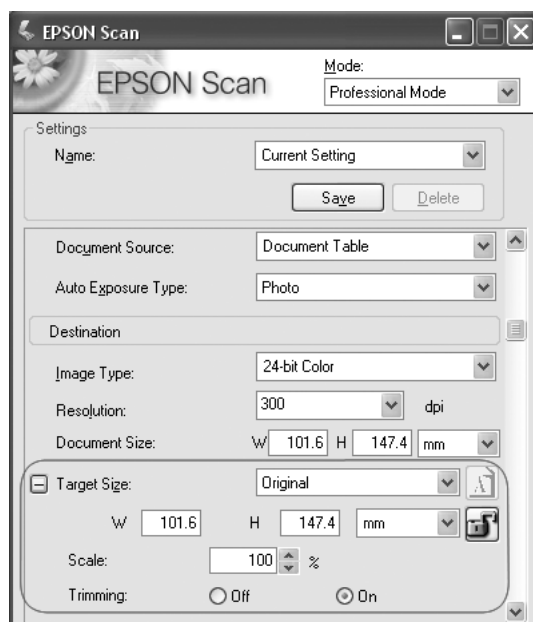 EPSON Scan
EPSON Scan
Mode:
Professional Mode
Settings
Name: Current Setting
Save Delete
Document Source: Document Table
Auto Exposure Type: Photo
Destination
Image Type: 24-bit Color
Resolution: 300 dpi
Document Size: W 101.6 H 147.4 mm
Target Size: Original
W 101.6 H 147.4 mm
Scale: 100 %
Trimming: Off On